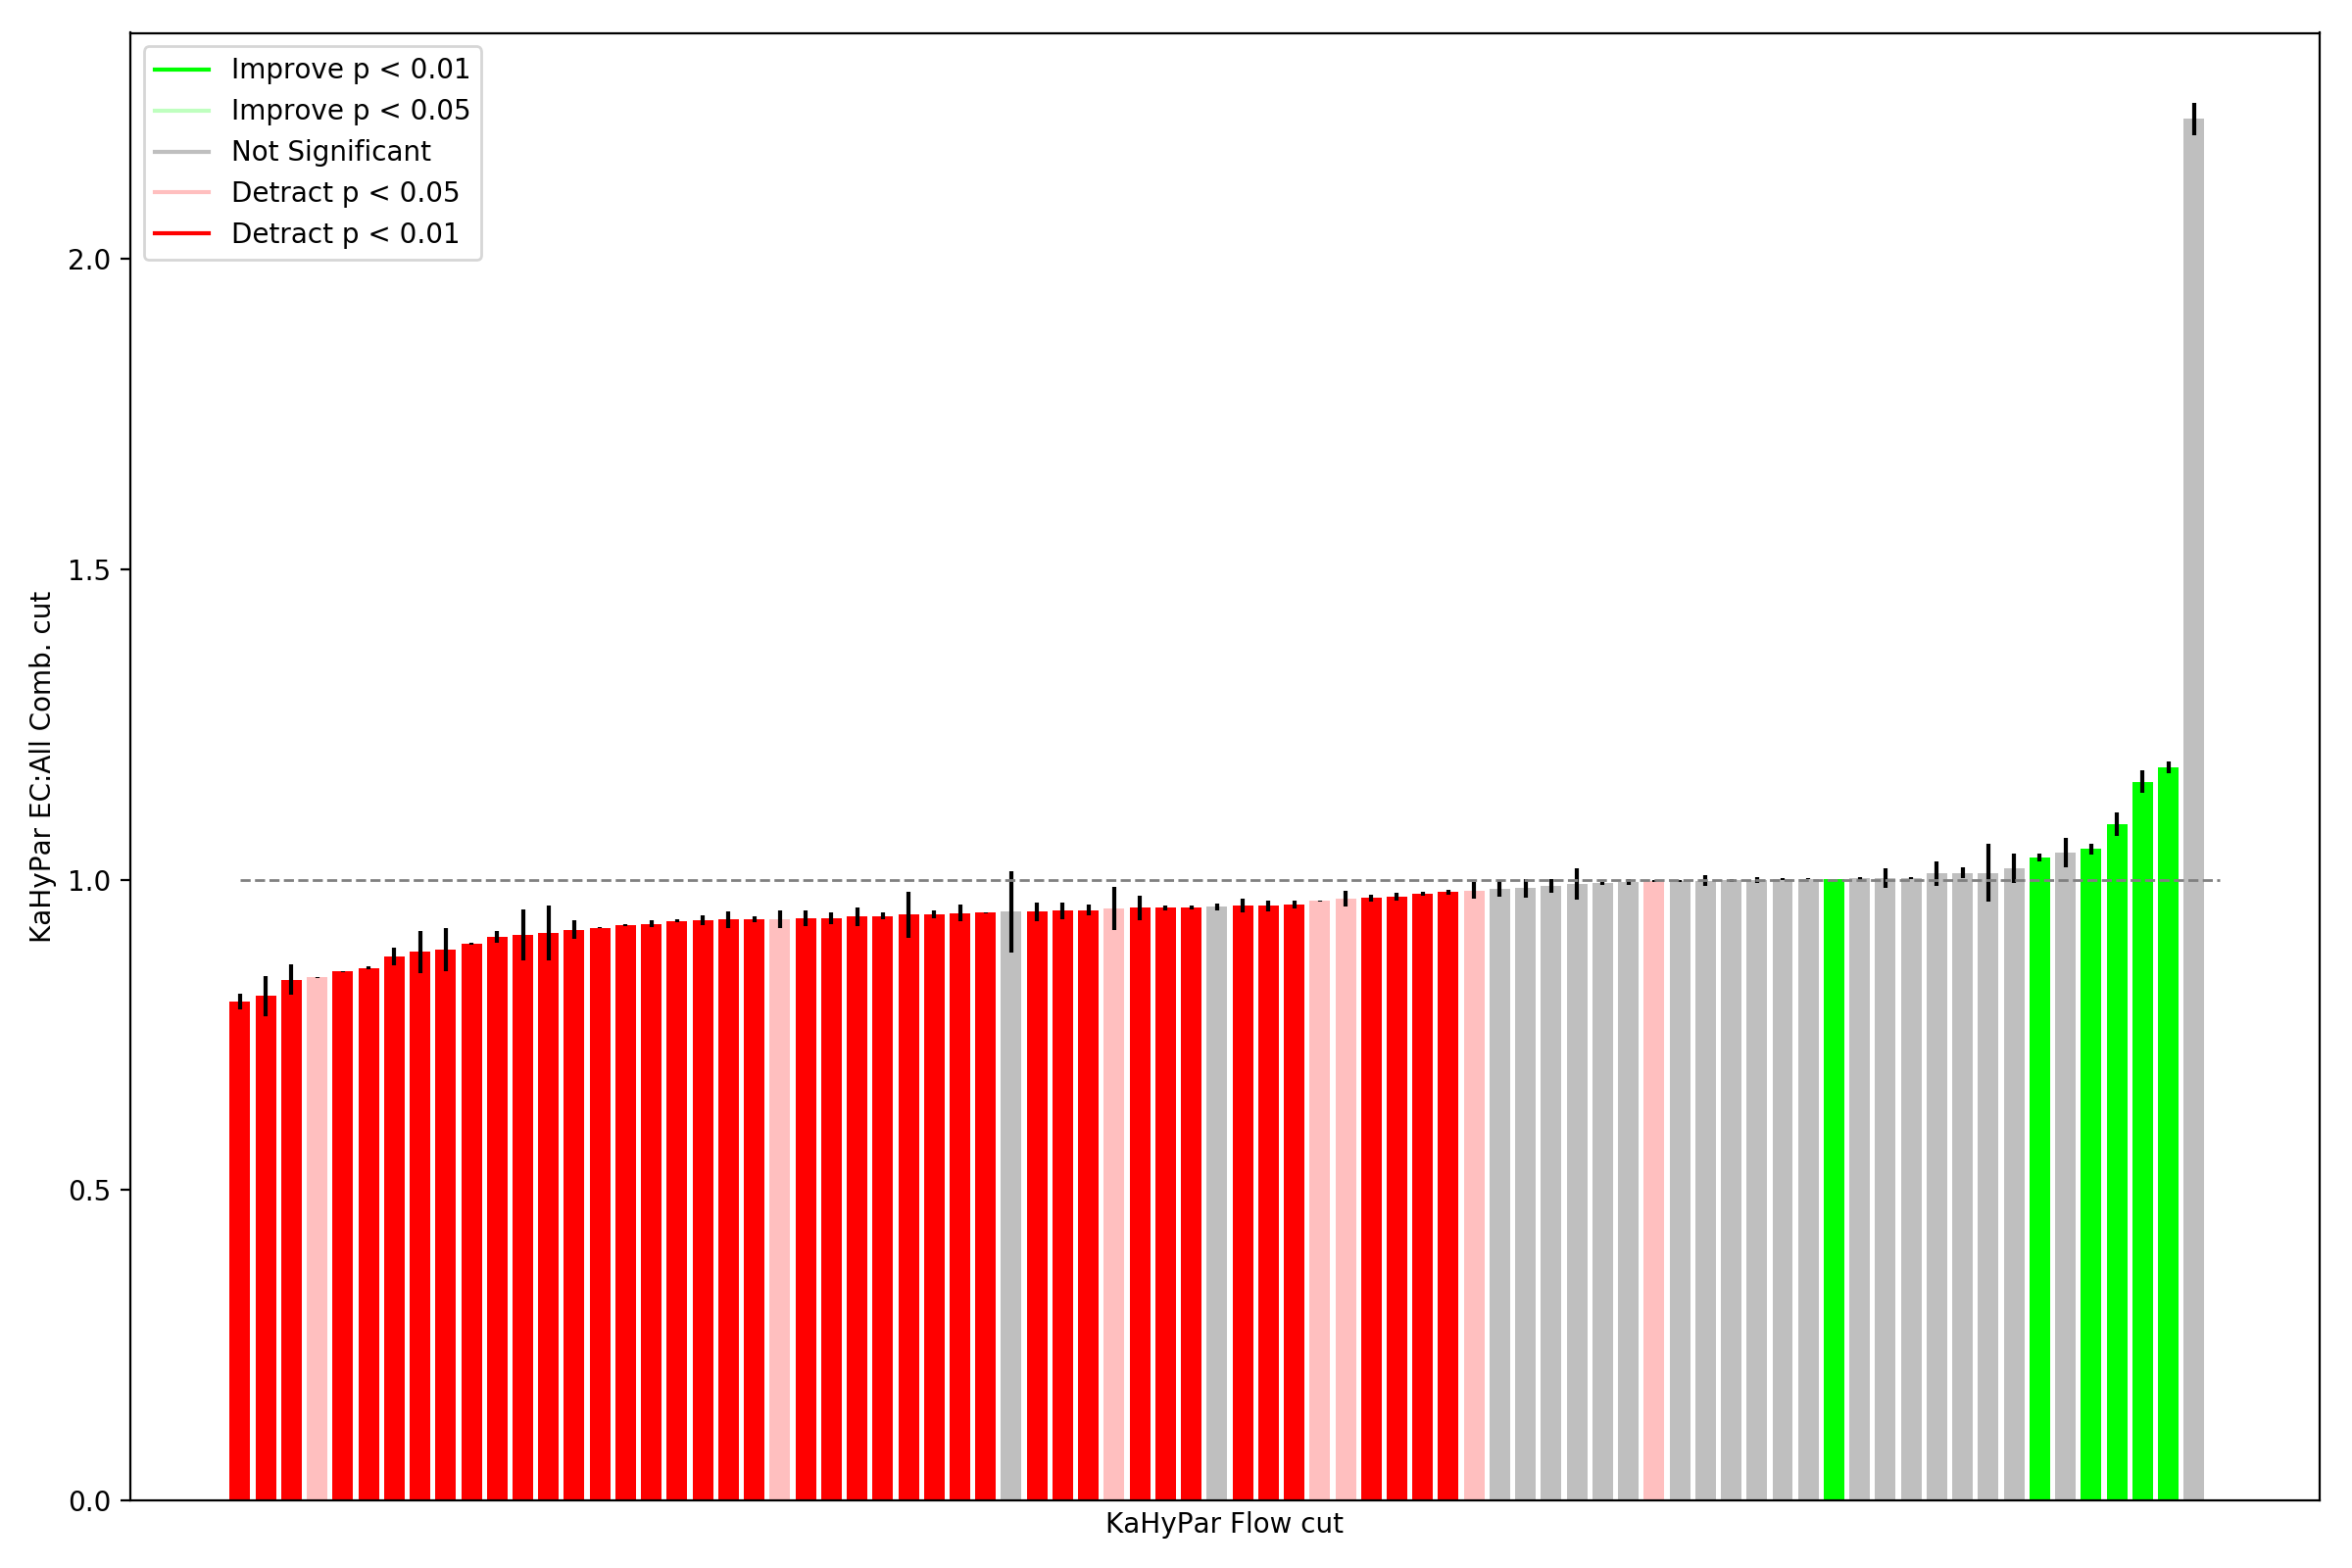 Improve p < 0.01
Improve p < 0.05
Not Significant
Detract p < 0.05
Detract p < 0.01
2.0
1.5
1.0
0.5
0.0
KaHyPar EC:All Comb. cut
KaHyPar Flow cut